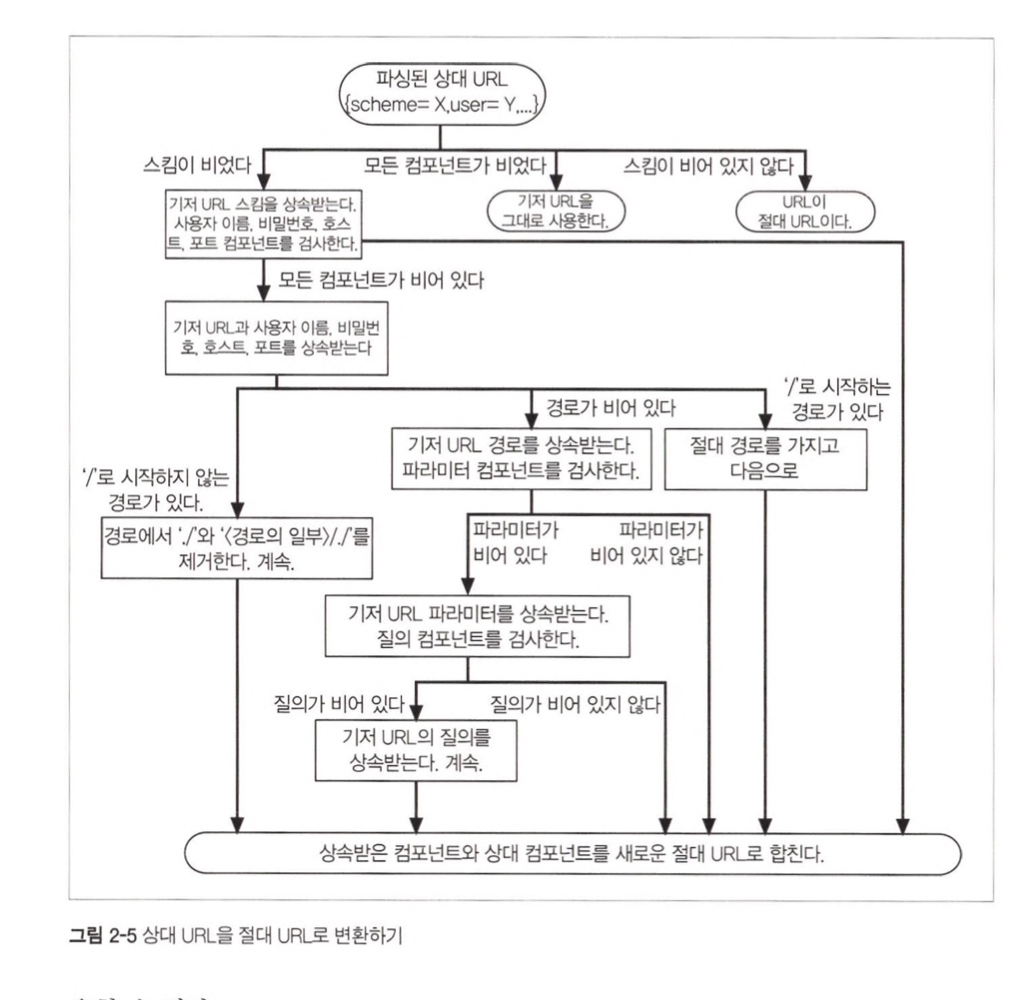 파싱된 상대 URL
{scheme= X,user= Y,...}
스킴이 비었다
모든 컴포넌트가 비었다
스킴이 비어 있지 않다
기저 URL 스킴을 상속받는다.
사용자 이름, 비밀번호, 호스
트, 포트 컴포넌트를 검사한다.
기저 URL을
그대로 사용한다.
URL이
절대 URL이다.
모든 컴포넌트가 비어 있다
기저 URL과 사용자 이름, 비밀번
호, 호스트, 포트를 상속받는다
'/'로 시작하지 않는
경로가 있다.
경로가 비어 있다
'/'로 시작하는
경로가 있다
경로에서 './'와 '〈경로의 일부〉/./'를
제거한다. 계속.
기저 URL 경로를 상속받는다.
파라미터 컴포넌트를 검사한다.
절대 경로를 가지고
다음으로
파라미터가
비어 있다
파라미터가
비어 있지 않다
기저 URL 파라미터를 상속받는다.
질의 컴포넌트를 검사한다.
질의가 비어 있다
질의가 비어 있지 않다
기저 URL의 질의를
상속받는다. 계속.
상속받은 컴포넌트와 상대 컴포넌트를 새로운 절대 URL로 합친다.
그림 2-5 상대 URL을 절대 URL로 변환하기